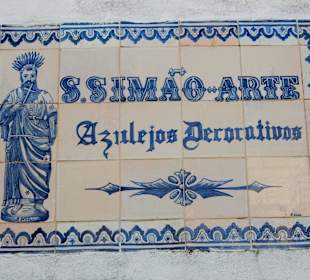 S. SIMÃO-ARTE
Azulejos Decorativos